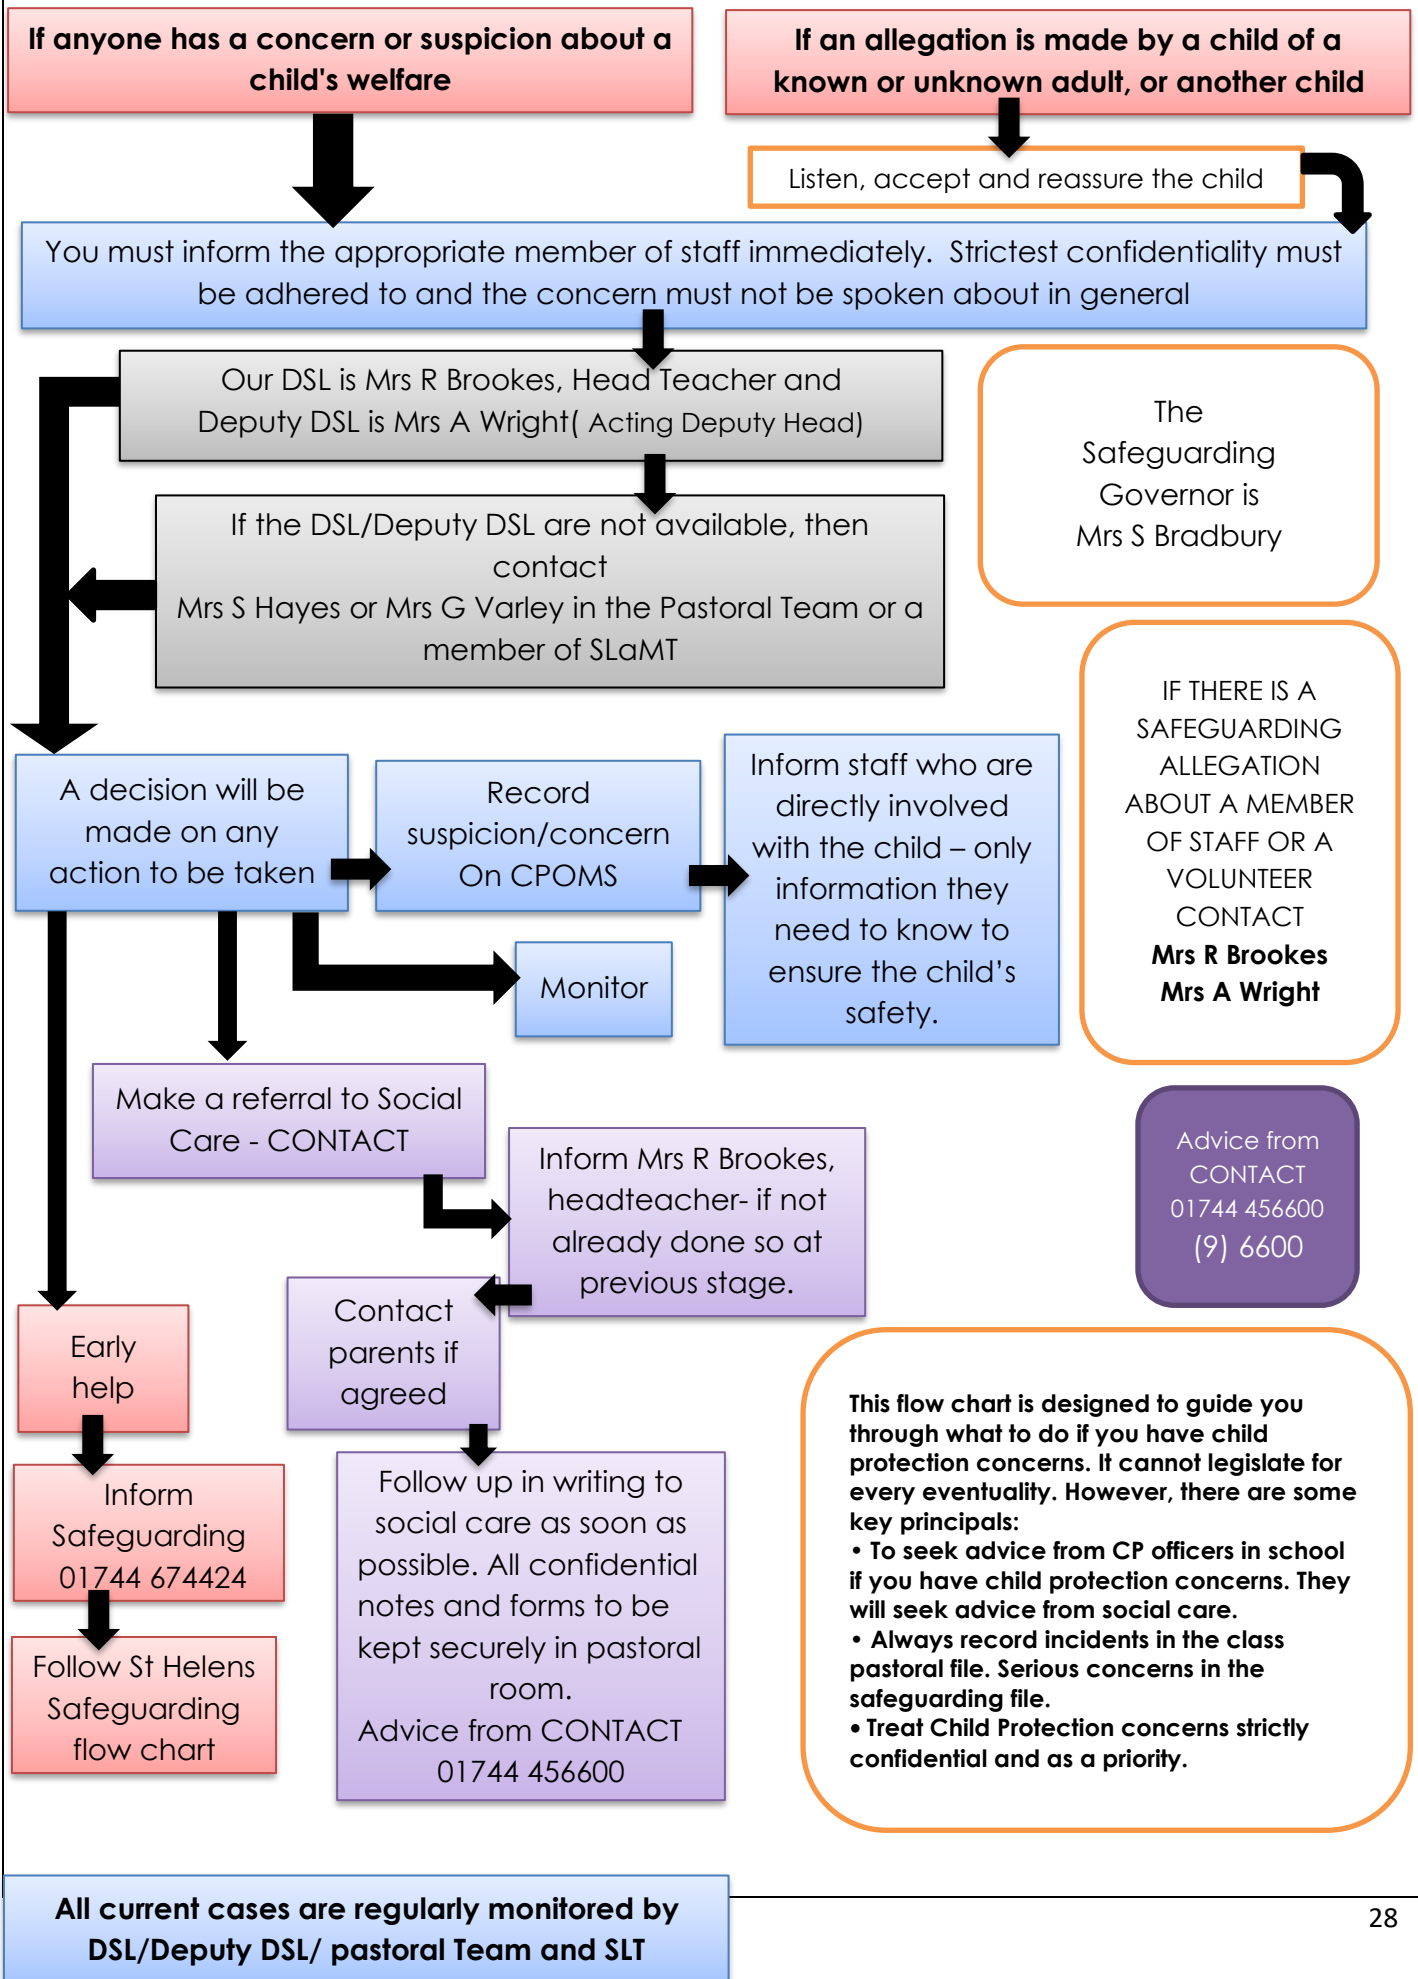 If anyone has a concern or suspicion about a
child's welfare
If an allegation is made by a child of a
known or unknown adult, or another child
Listen, accept and reassure the child
You must inform the appropriate member of staff immediately.  Strictest confidentiality must
be adhered to and the concern must not be spoken about in general
Our DSL is Mrs R Brookes, Head Teacher and
Deputy DSL is Mrs A Wright( Acting Deputy Head)
The
Safeguarding
Governor is
Mrs S Bradbury
If the DSL/Deputy DSL are not available, then
contact
Mrs S Hayes or Mrs G Varley in the Pastoral Team or a
member of SLaMT
IF THERE IS A
SAFEGUARDING
ALLEGATION
ABOUT A MEMBER
OF STAFF OR A
VOLUNTEER
CONTACT
Mrs R Brookes
Mrs A Wright
A decision will be
made on any
action to be taken
Record
suspicion/concern
On CPOMS
Inform staff who are
directly involved
with the child – only
information they
need to know to
ensure the child’s
safety.
Monitor
Make a referral to Social
Care - CONTACT
Inform Mrs R Brookes,
headteacher- if not
already done so at
previous stage.
Advice from
CONTACT
01744 456600
(9) 6600
Contact
parents if
agreed
Early
help
Inform
Safeguarding
01744 674424
Follow St Helens
Safeguarding
flow chart
Follow up in writing to
social care as soon as
possible. All confidential
notes and forms to be
kept securely in pastoral
room.
Advice from CONTACT
01744 456600
This flow chart is designed to guide you
through what to do if you have child
protection concerns. It cannot legislate for
every eventuality. However, there are some
key principals:
• To seek advice from CP officers in school
if you have child protection concerns. They
will seek advice from social care.
• Always record incidents in the class
pastoral file. Serious concerns in the
safeguarding file.
• Treat Child Protection concerns strictly
confidential and as a priority.
All current cases are regularly monitored by
DSL/Deputy DSL/ pastoral Team and SLT
28